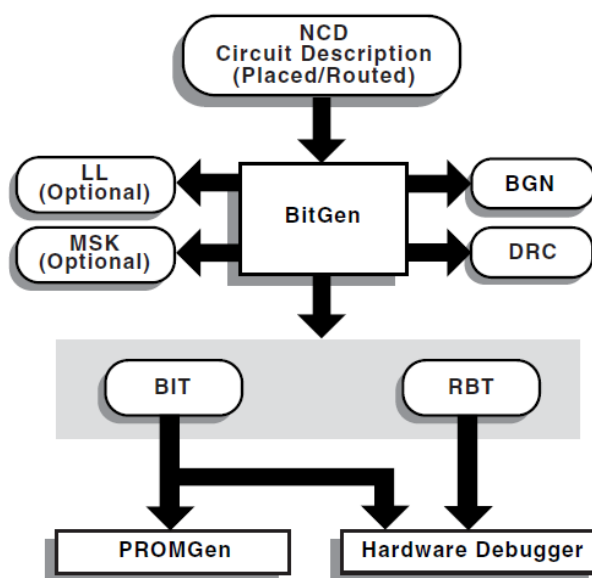 NCD
Circuit Description
(Placed/Routed)
LL
(Optional)
BitGen
BGN
MSK
(Optional)
DRC
BIT
RBT
PROMGen
Hardware Debugger